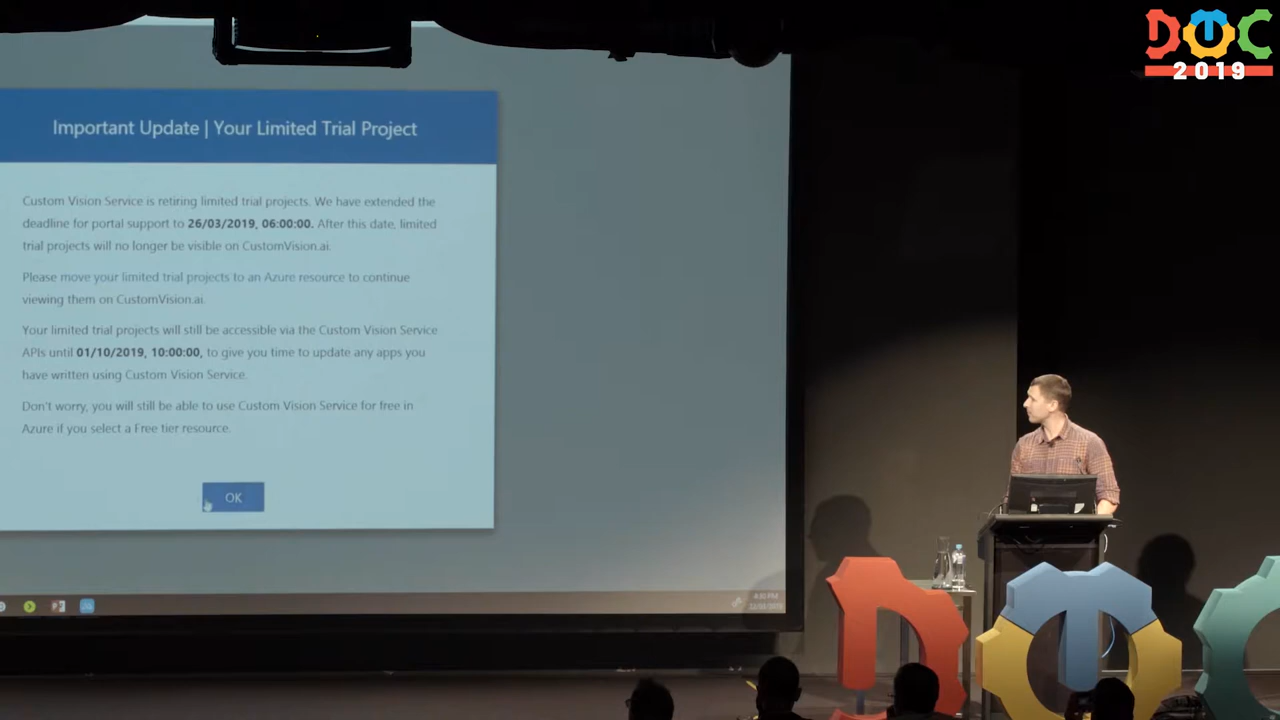 DUC
2019
Important Update | Your Limited Trial Project
Custom Vision Service is retiring limited trial projects. We have extended the
deadline for portal support to 26/03/2019, 06:00:00. After this date, limited
trial projects will no longer be visible on CustomVision.ai.
Please move your limited trial projects to an Azure resource to continue
viewing them on CustomVision.ai.
Your limited trial projects will still be accessible via the Custom Vision Service
APIs until 01/10/2019, 10:00:00, to give you time to update any apps you
have written using Custom Vision Service.
Don't worry, you will still be able to use Custom Vision Service for free in
Azure if you select a Free tier resource.
OK